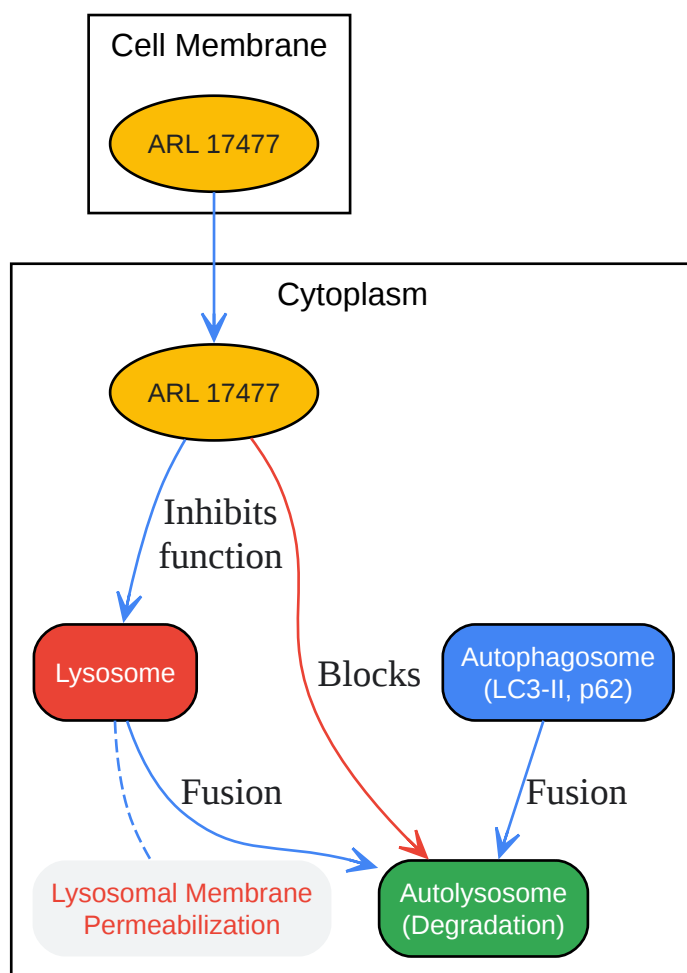 Cell Membrane
ARL 17477
Cytoplasm
ARL 17477
Inhibits
function
Lysosome
Blocks
Autophagosome
(LC3-II, p62)
Fusion
Fusion
Lysosomal Membrane
Permeabilization
Autolysosome
(Degradation)